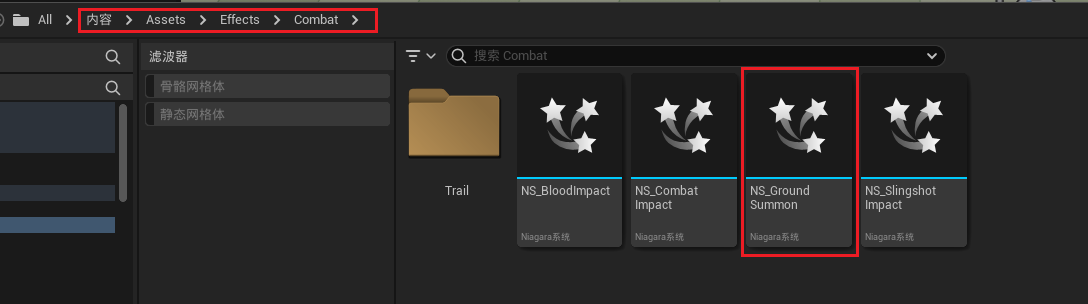 All > 内容 > Assets > Effects > Combat >
滤波器
骨骼网格体
静态网格体
搜索 Combat
Trail
NS_BloodImpact
Niagara系统
NS_Combat
Impact
Niagara系统
NS_Ground
Summon
Niagara系统
NS_Slingshot
Impact
Niagara系统